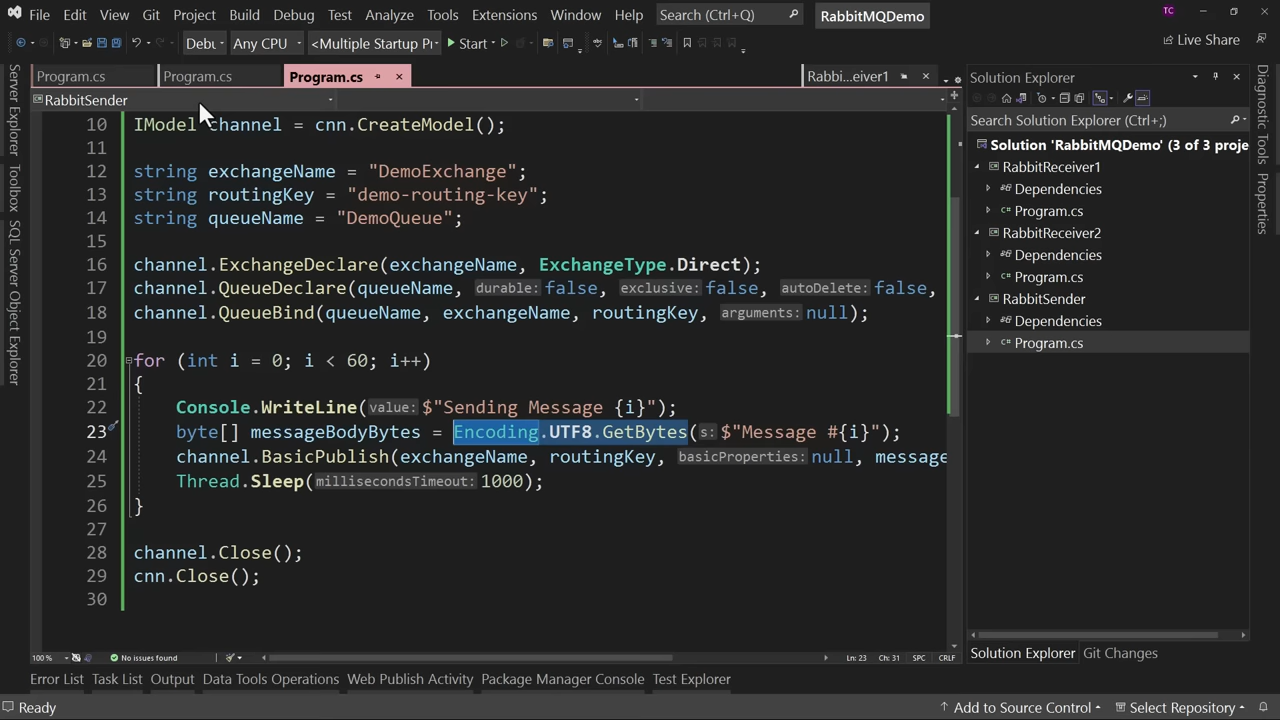 File Edit View Git Project Build Debug Test Analyze Tools Extensions Window Help Search (Ctrl+Q) RabbitMQDemo TC
Debu Any CPU <Multiple Startup Pr Start Live Share
Program.cs Program.cs Program.cs Rabbi...eiver1 Solution Explorer
RabbitSender
Search Solution Explorer (Ctrl+;)
Solution 'RabbitMQDemo' (3 of 3 proje
RabbitReceiver1
Dependencies
Program.cs
RabbitReceiver2
Dependencies
Program.cs
RabbitSender
Dependencies
Program.cs
Solution Explorer Git Changes
Server Explorer
Toolbox
SQL Server Object Explorer
Diagnostic Tools
Properties
10 IModel channel = cnn.CreateModel();
11
12 string exchangeName = "DemoExchange";
13 string routingKey = "demo-routing-key";
14 string queueName = "DemoQueue";
15
16 channel.ExchangeDeclare(exchangeName, ExchangeType.Direct);
17 channel.QueueDeclare(queueName, durable: false, exclusive: false, autoDelete: false,
18 channel.QueueBind(queueName, exchangeName, routingKey, arguments: null);
19
20 for (int i = 0; i < 60; i++)
21 {
22 Console.WriteLine(value: $"Sending Message {i}");
23 byte[] messageBodyBytes = Encoding.UTF8.GetBytes(s: $"Message #{i}");
24 channel.BasicPublish(exchangeName, routingKey, basicProperties: null, message
25 Thread.Sleep(millisecondsTimeout: 1000);
26 }
27
28 channel.Close();
29 cnn.Close();
30
100 % No issues found Ln: 23 Ch: 31 SPC CRLF
Error List Task List Output Data Tools Operations Web Publish Activity Package Manager Console Test Explorer
Ready Add to Source Control Select Repository